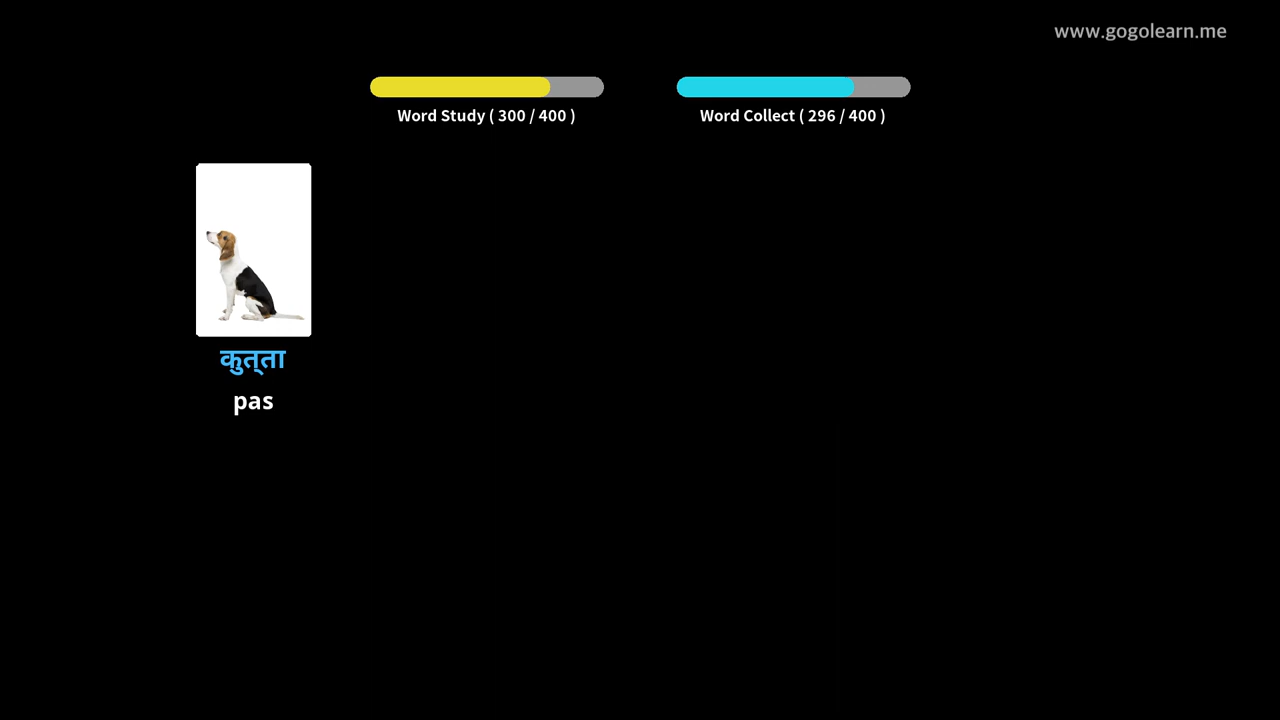 www.gogolearn.me
Word Study ( 300 / 400 )
Word Collect ( 296 / 400 )
कुत्ता
pas